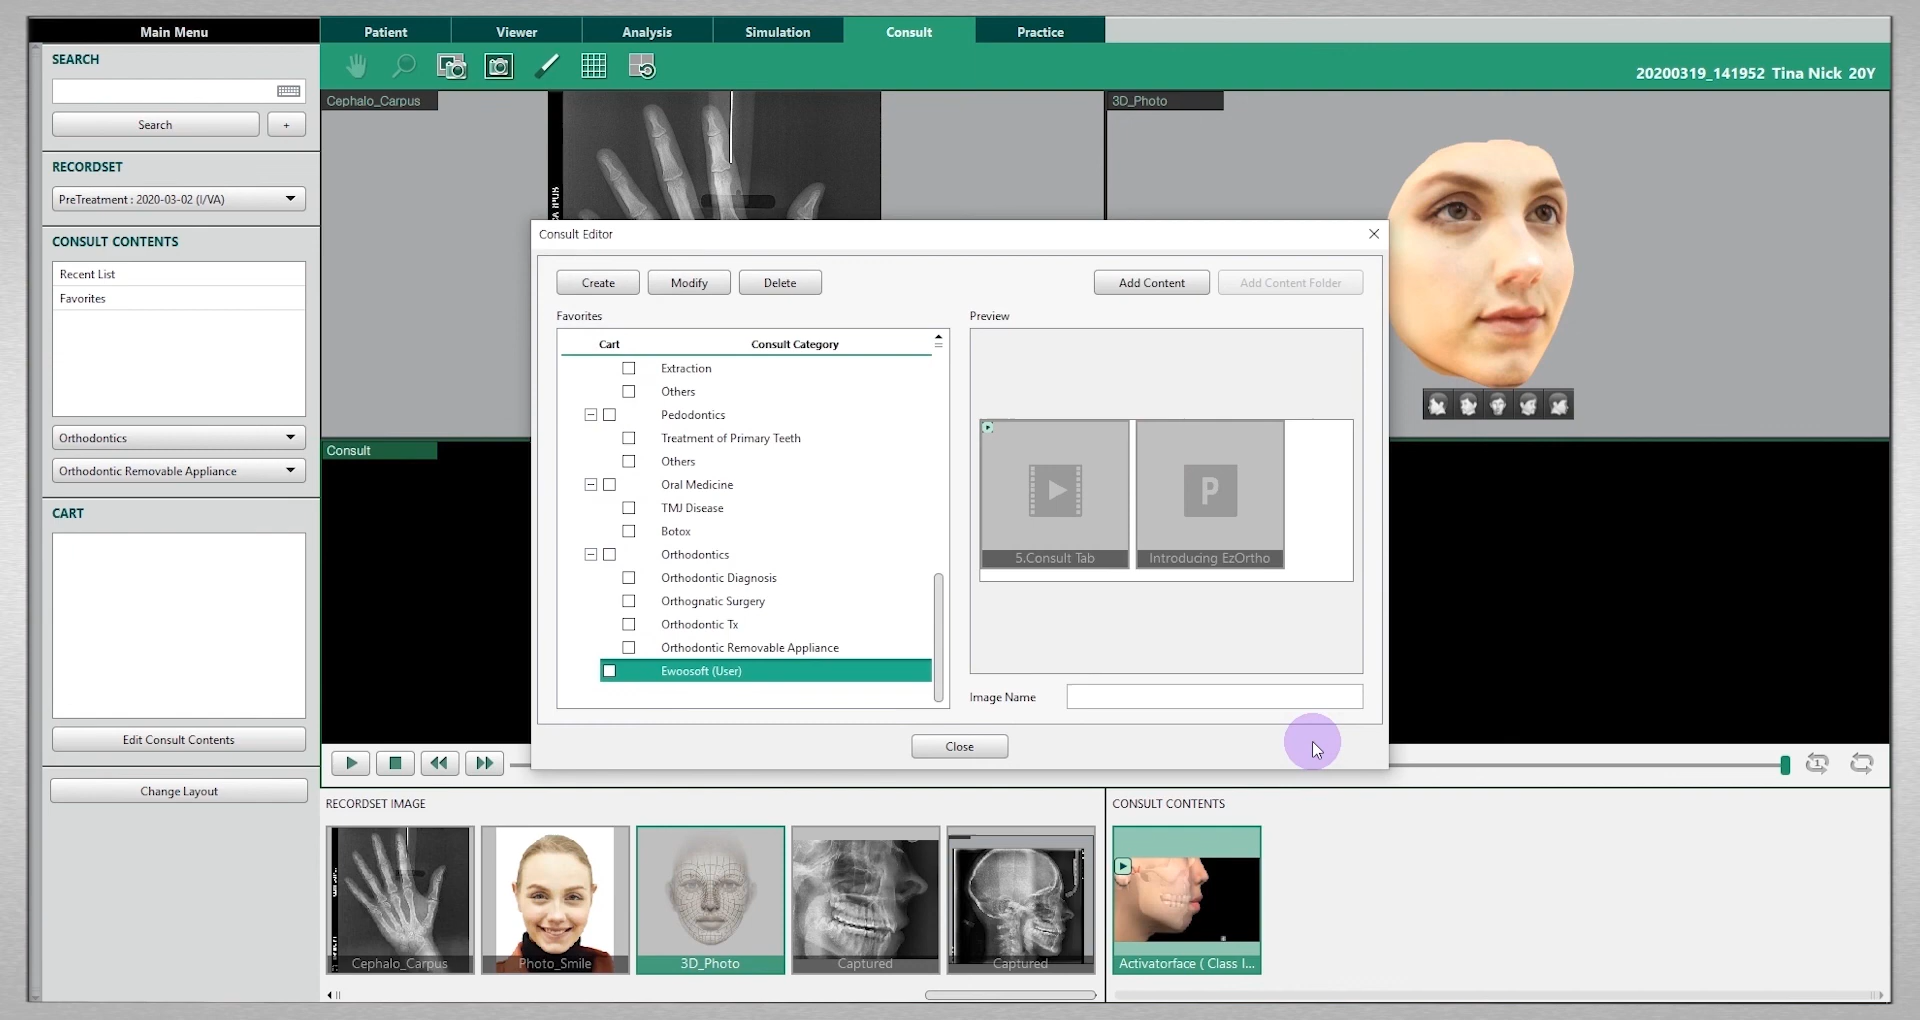 Main Menu
Patient
Viewer
Analysis
Simulation
Consult
Practice
20200319_141952 Tina Nick 20Y
SEARCH
Search
+
RECORDSET
PreTreatment : 2020-03-02 (I/VA)
CONSULT CONTENTS
Recent List
Favorites
Orthodontics
Orthodontic Removable Appliance
CART
Edit Consult Contents
Change Layout
Cephalo_Carpus
3D_Photo
Consult
Consult Editor
Create
Modify
Delete
Add Content
Add Content Folder
Favorites
Cart
Consult Category
Extraction
Others
Pedodontics
Treatment of Primary Teeth
Others
Oral Medicine
TMJ Disease
Botox
Orthodontics
Orthodontic Diagnosis
Orthognatic Surgery
Orthodontic Tx
Orthodontic Removable Appliance
Ewoosoft (User)
Preview
P
5.Consult Tab
Introducing EzOrtho
Image Name
Close
1
RECORDSET IMAGE
Cephalo_Carpus
Photo_Smile
3D_Photo
Captured
Captured
CONSULT CONTENTS
Activatorface ( Class I...